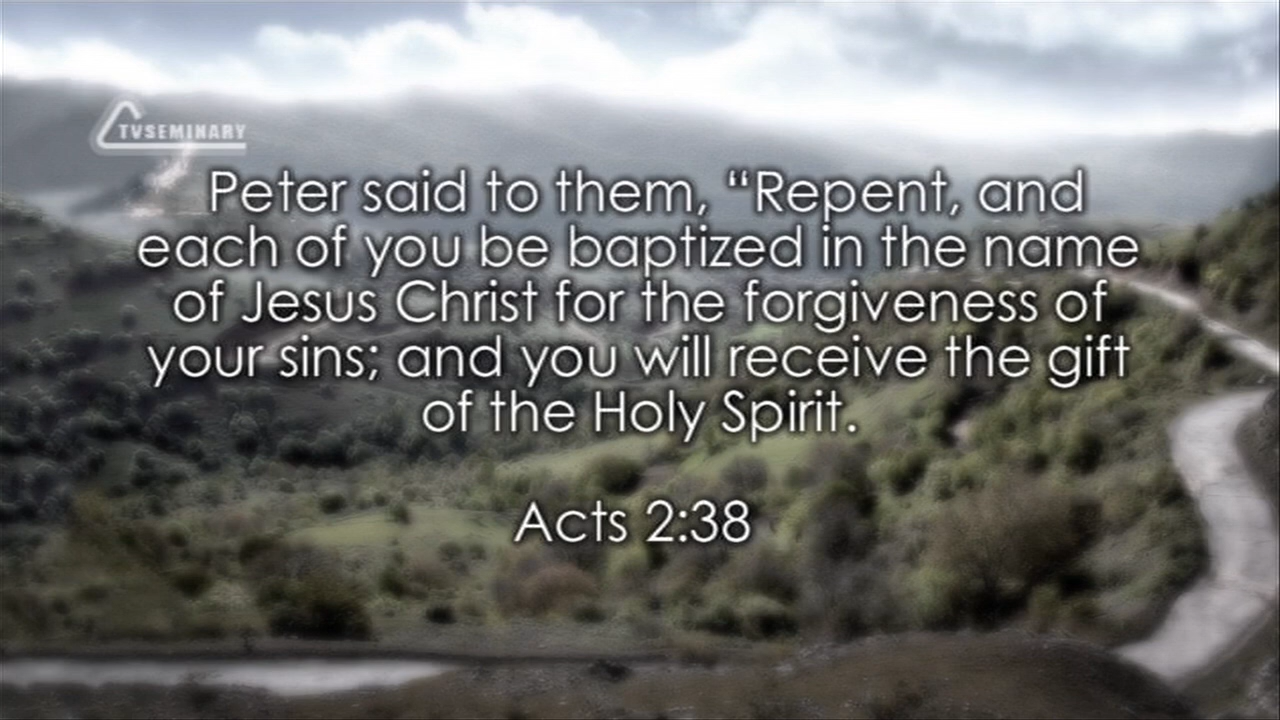 TVSEMINARY
Peter said to them, “Repent, and
each of you be baptized in the name
of Jesus Christ for the forgiveness of
your sins; and you will receive the gift
of the Holy Spirit.
Acts 2:38